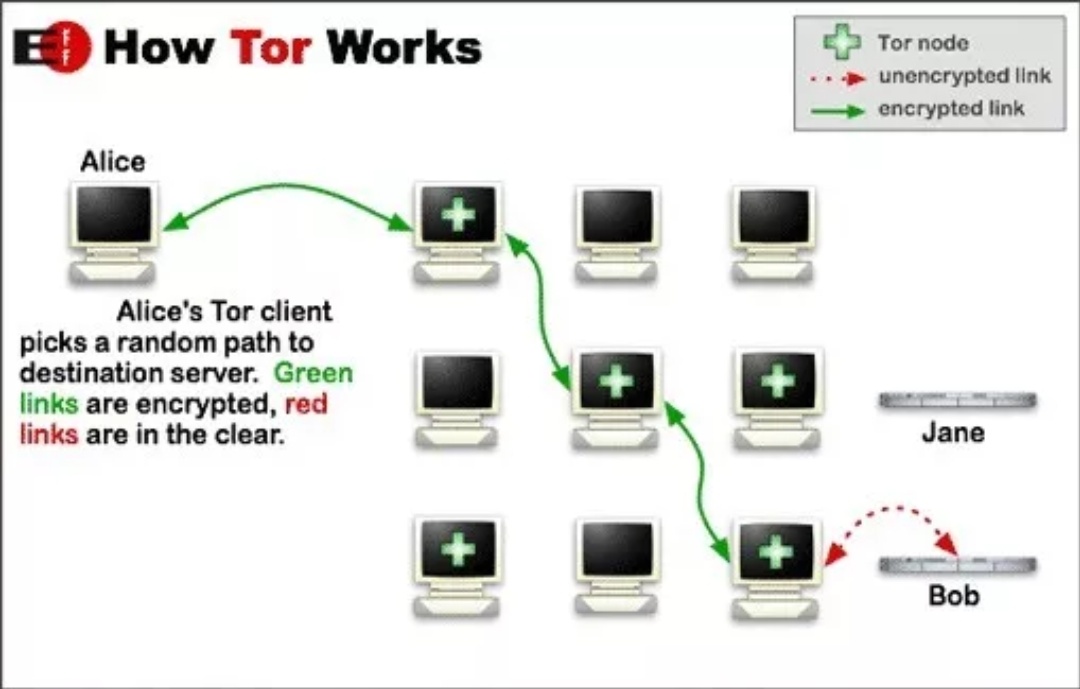 EFF How Tor Works
Tor node
unencrypted link
encrypted link
Alice
Alice's Tor client
picks a random path to
destination server. Green
links are encrypted, red
links are in the clear.
Jane
Bob